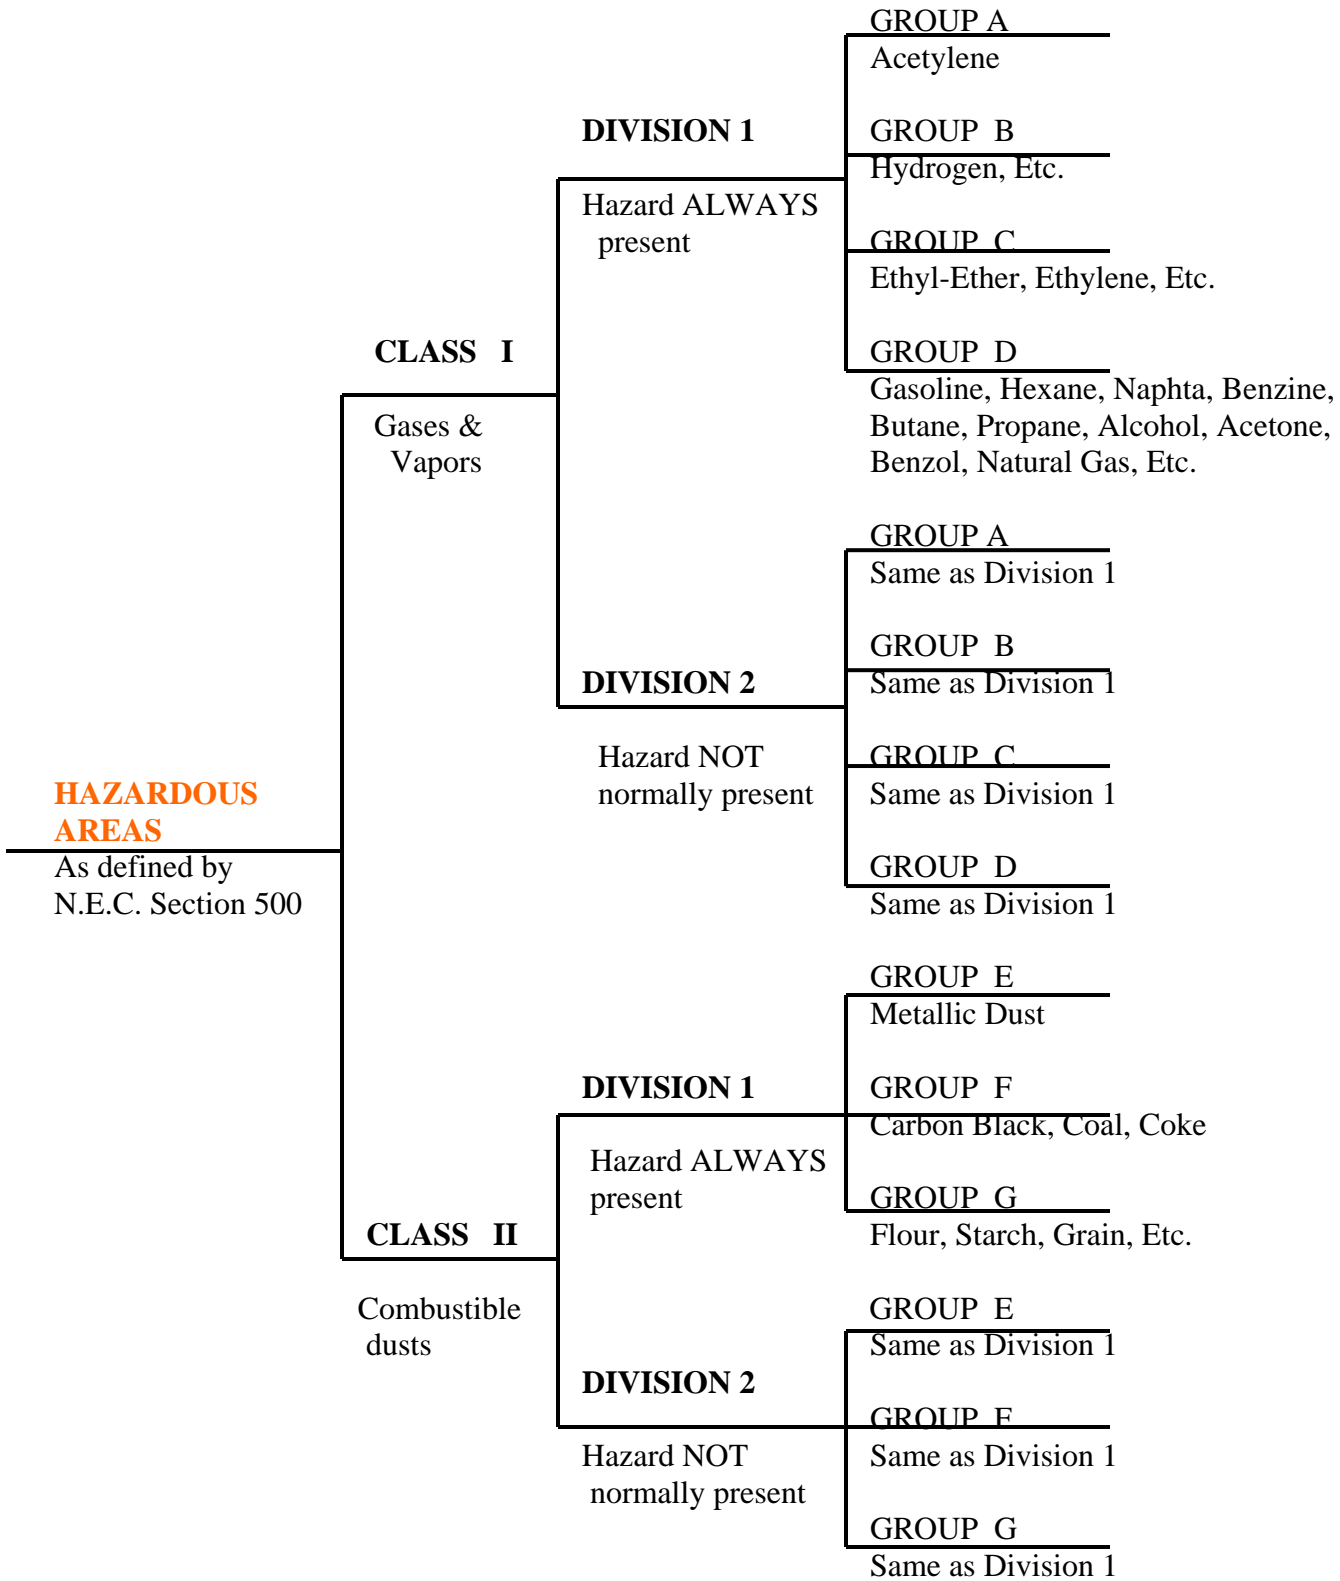 HAZARDOUS
AREAS
As defined by
N.E.C. Section 500
CLASS I
Gases &
Vapors
DIVISION 1
Hazard ALWAYS
present
GROUP A
Acetylene
GROUP B
Hydrogen, Etc.
GROUP C
Ethyl-Ether, Ethylene, Etc.
GROUP D
Gasoline, Hexane, Naphta, Benzine,
Butane, Propane, Alcohol, Acetone,
Benzol, Natural Gas, Etc.
DIVISION 2
Hazard NOT
normally present
GROUP A
Same as Division 1
GROUP B
Same as Division 1
GROUP C
Same as Division 1
GROUP D
Same as Division 1
CLASS II
Combustible
dusts
DIVISION 1
Hazard ALWAYS
present
GROUP E
Metallic Dust
GROUP F
Carbon Black, Coal, Coke
GROUP G
Flour, Starch, Grain, Etc.
DIVISION 2
Hazard NOT
normally present
GROUP E
Same as Division 1
GROUP F
Same as Division 1
GROUP G
Same as Division 1